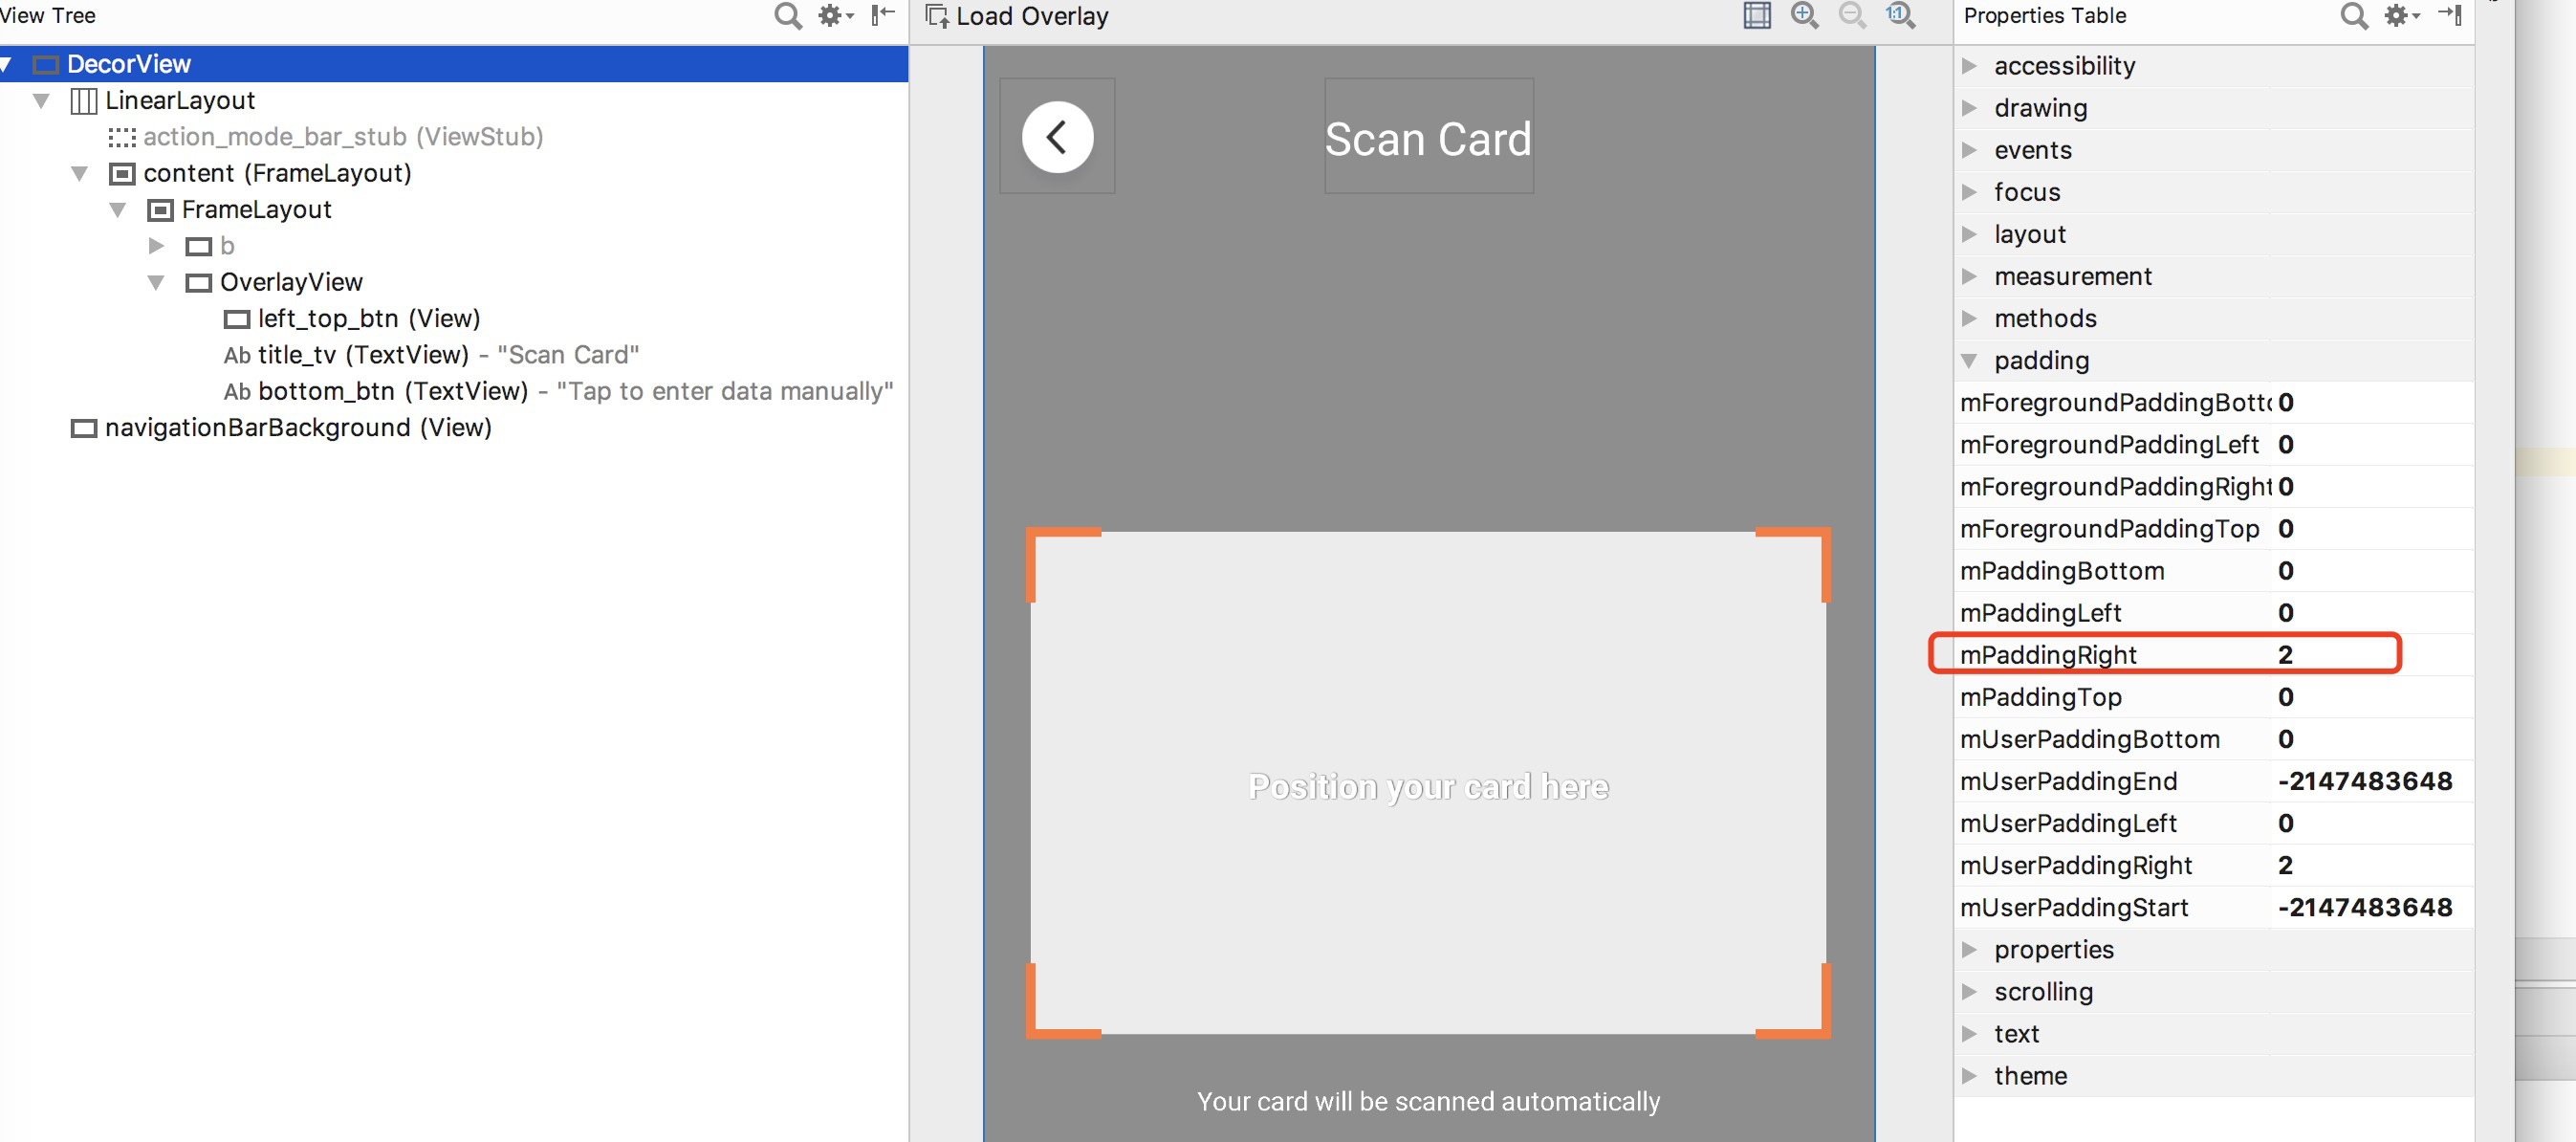 View Tree
DecorView
LinearLayout
action_mode_bar_stub (ViewStub)
content (FrameLayout)
FrameLayout
b
OverlayView
left_top_btn (View)
Ab title_tv (TextView) - "Scan Card"
Ab bottom_btn (TextView) - "Tap to enter data manually"
navigationBarBackground (View)
Load Overlay
1:1
Scan Card
Position your card here
Your card will be scanned automatically
Properties Table
accessibility
drawing
events
focus
layout
measurement
methods
padding
mForegroundPaddingBotto 0
mForegroundPaddingLeft 0
mForegroundPaddingRight 0
mForegroundPaddingTop 0
mPaddingBottom 0
mPaddingLeft 0
mPaddingRight 2
mPaddingTop 0
mUserPaddingBottom 0
mUserPaddingEnd -2147483648
mUserPaddingLeft 0
mUserPaddingRight 2
mUserPaddingStart -2147483648
properties
scrolling
text
theme